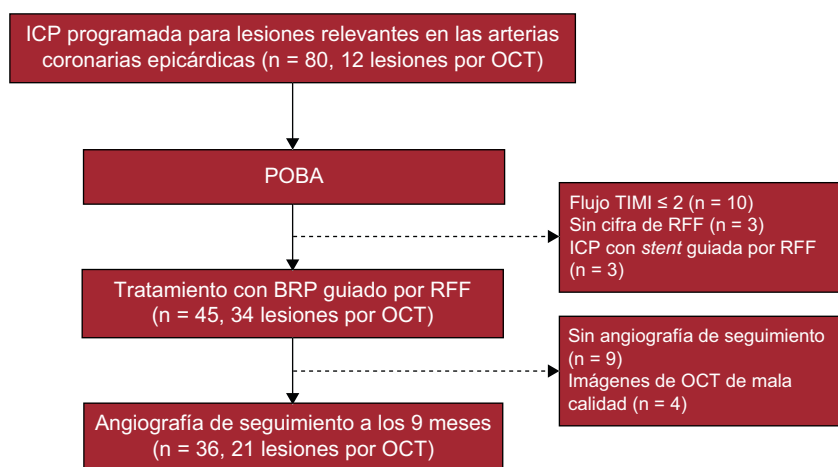 ICP programada para lesiones relevantes en las arterias
coronarias epicárdicas (n = 80, 12 lesiones por OCT)
POBA
Flujo TIMI ≤ 2 (n = 10)
Sin cifra de RFF (n = 3)
ICP con stent guiada por RFF
(n = 3)
Tratamiento con BRP guiado por RFF
(n = 45, 34 lesiones por OCT)
Sin angiografía de seguimiento
(n = 9)
Imágenes de OCT de mala
calidad (n = 4)
Angiografía de seguimiento a los 9 meses
(n = 36, 21 lesiones por OCT)